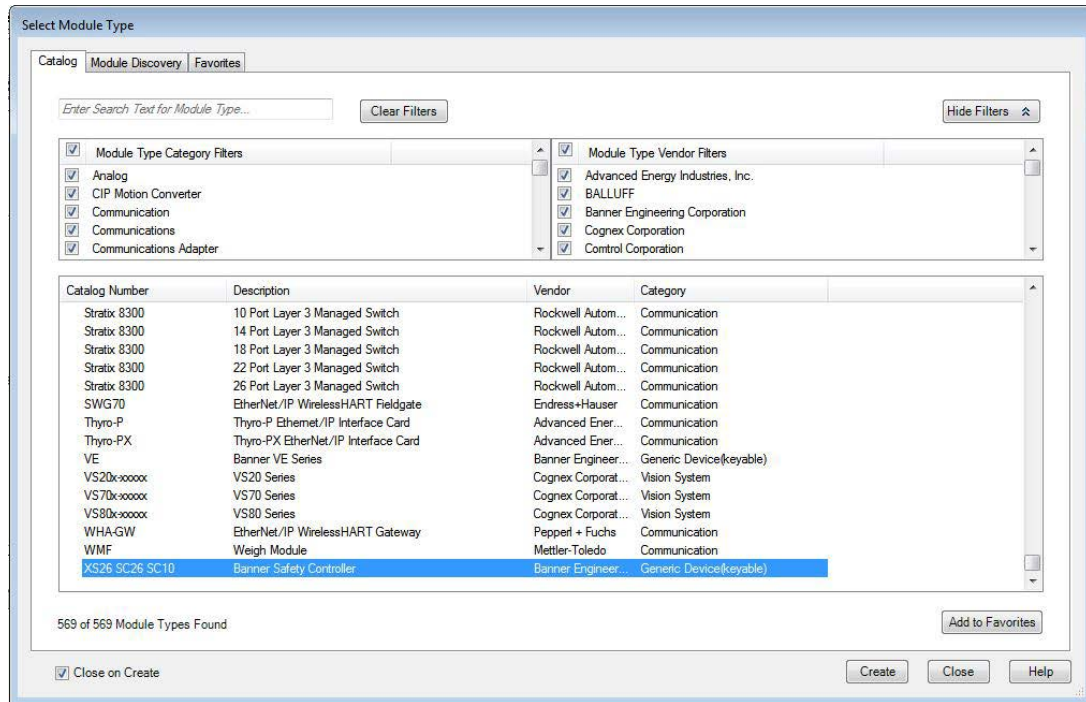 Select Module Type
Catalog Module Discovery Favorites
Enter Search Text for Module Type... Clear Filters Hide Filters
Module Type Category Filters
Analog
CIP Motion Converter
Communication
Communications
Communications Adapter
Module Type Vendor Filters
Advanced Energy Industries, Inc.
BALLUFF
Banner Engineering Corporation
Cognex Corporation
Comtrol Corporation
Catalog Number Description Vendor Category
Stratix 8300 10 Port Layer 3 Managed Switch Rockwell Autom... Communication
Stratix 8300 14 Port Layer 3 Managed Switch Rockwell Autom... Communication
Stratix 8300 18 Port Layer 3 Managed Switch Rockwell Autom... Communication
Stratix 8300 22 Port Layer 3 Managed Switch Rockwell Autom... Communication
Stratix 8300 26 Port Layer 3 Managed Switch Rockwell Autom... Communication
SWG70 EtherNet/IP WirelessHART Fieldgate Endress+Hauser Communication
Thyro-P Thyro-P Ethernet/IP Interface Card Advanced Ener... Communication
Thyro-PX Thyro-PX EtherNet/IP Interface Card Advanced Ener... Communication
VE Banner VE Series Banner Engineer... Generic Device(keyable)
VS20x-xxxxx VS20 Series Cognex Corporat... Vision System
VS70x-xxxxx VS70 Series Cognex Corporat... Vision System
VS80x-xxxxx VS80 Series Cognex Corporat... Vision System
WHA-GW EtherNet/IP WirelessHART Gateway Pepperl + Fuchs Communication
WMF Weigh Module Mettler-Toledo Communication
XS26 SC26 SC10 Banner Safety Controller Banner Engineer... Generic Device(keyable)
569 of 569 Module Types Found Add to Favorites
Close on Create Create Close Help